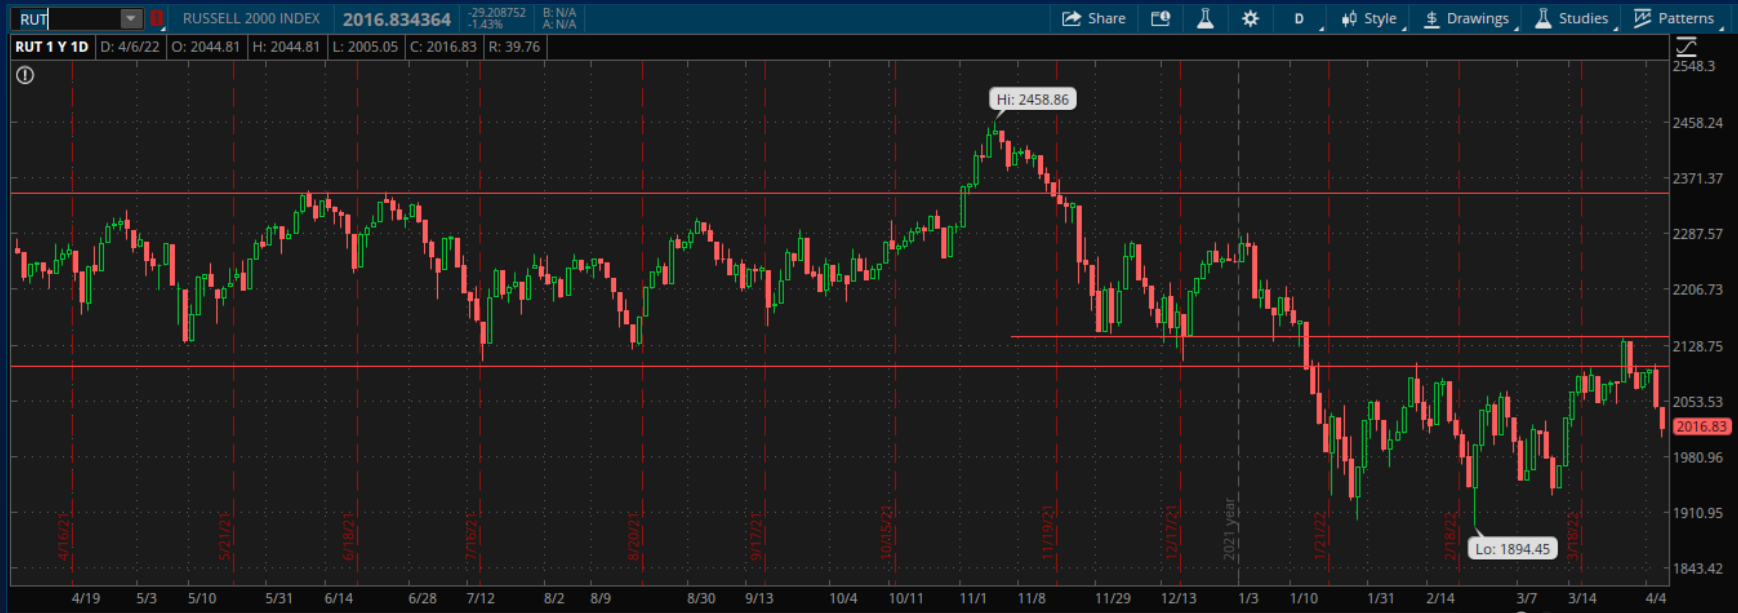 RUT 1 RUSSELL 2000 INDEX 2016.834364 -29.208752 B: N/A Share D Style $ Drawings Studies Patterns
-1.43% A: N/A
RUT 1 Y 1D D: 4/6/22 O: 2044.81 H: 2044.81 L: 2005.05 C: 2016.83 R: 39.76
2548.3
Hi: 2458.86
2458.24
2371.37
2287.57
2206.73
2128.75
2053.53
2016.83
1980.96
1910.95
1843.42
4/16/21 5/21/21 6/18/21 7/16/21 8/20/21 9/17/21 10/15/21 11/19/21 12/17/21 2021 year 1/21/22 2/18/22 3/18/22
Lo: 1894.45
4/19 5/3 5/10 5/31 6/14 6/28 7/12 8/2 8/9 8/30 9/13 10/4 10/11 11/1 11/8 11/29 12/13 1/3 1/10 1/31 2/14 3/7 3/14 4/4